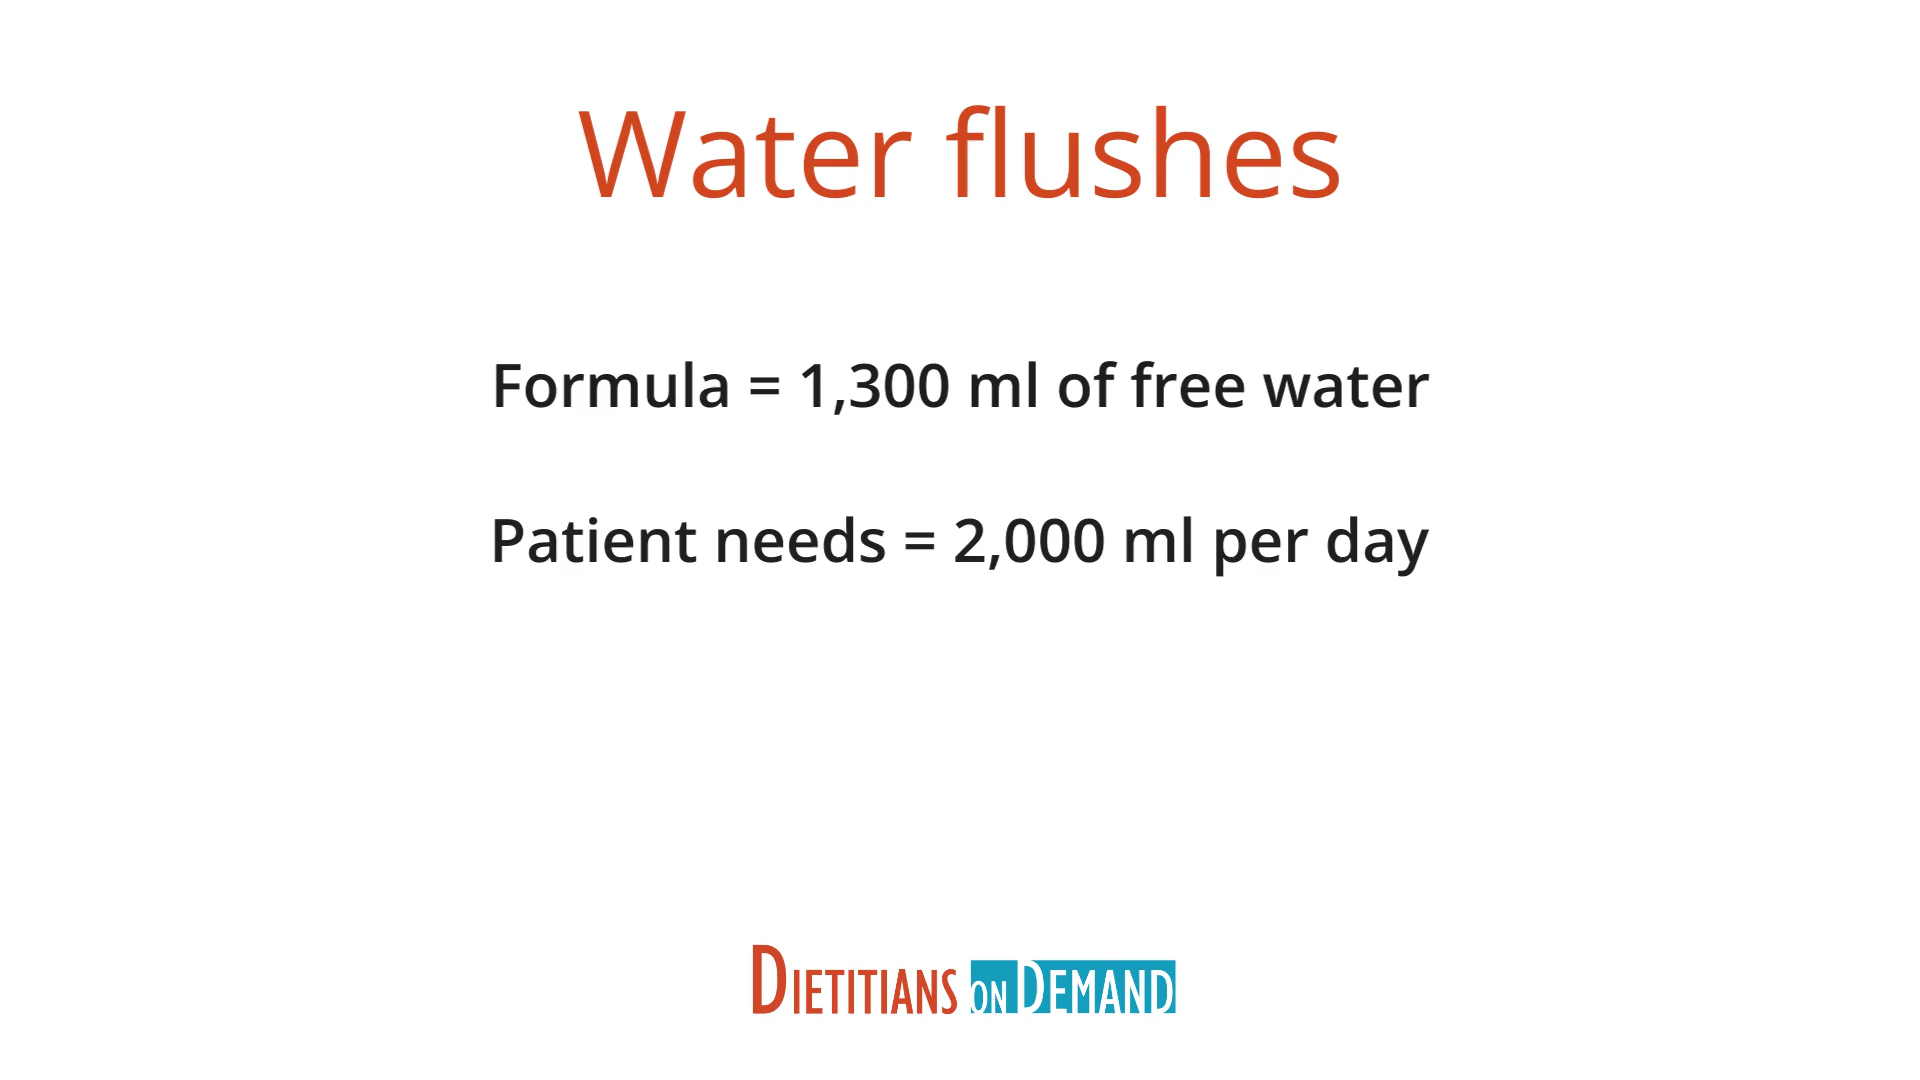 Water flushes
Formula = 1,300 ml of free water
Patient needs = 2,000 ml per day
DIETITIANS ON DEMAND